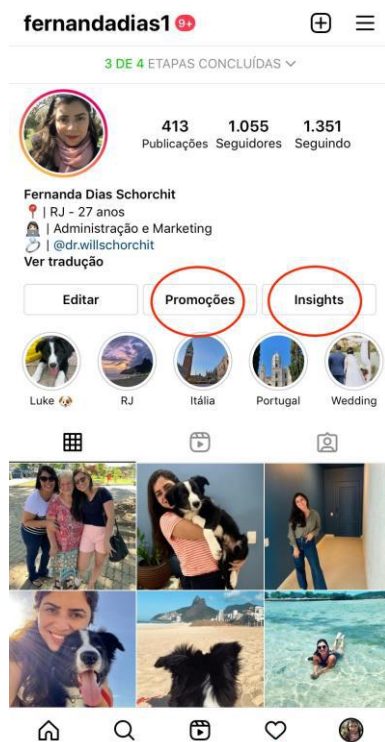 fernandadias1 9+
3 DE 4 ETAPAS CONCLUÍDAS
413 1.055 1.351
Publicações Seguidores Seguindo
Fernanda Dias Schorchit
| RJ - 27 anos
| Administração e Marketing
| @dr.willschorchit
Ver tradução
Editar Promoções Insights
Luke RJ Itália Portugal Wedding